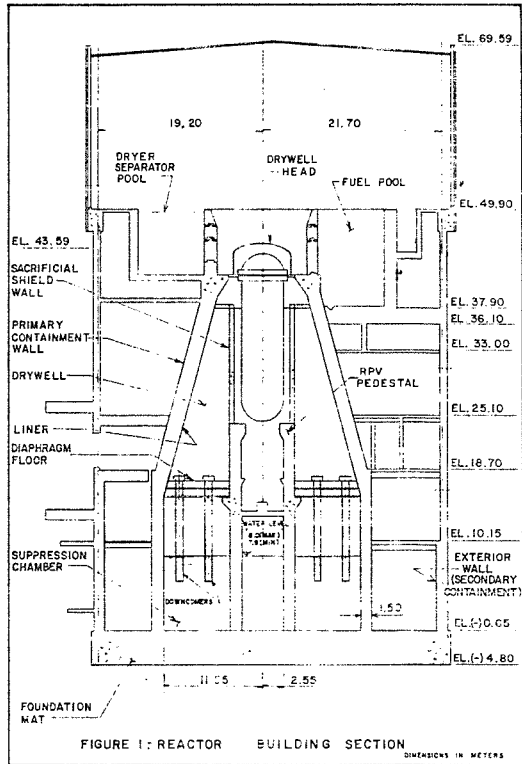 EL. 69.59
19,20
21,70
DRYER
SEPARATOR
POOL
DRYWELL
HEAD
FUEL POOL
EL. 49,90
EL. 43.59
SACRIFICIAL
SHIELD
WALL
EL. 37.90
EL. 36.10
PRIMARY
CONTAINMENT
WALL
EL. 33.00
DRYWELL
RPV
PEDESTAL
EL. 25.10
LINER
DIAPHRAGM
FLOOR
EL. 18.70
WATER LEVEL
EL. 10.15
SUPPRESSION
CHAMBER
EXTERIOR
WALL
(SECONDARY
CONTAINMENT)
DOWNCOMERS
1,50
EL.(-)0.05
EL.(-)4.80
2.55
FOUNDATION
MAT
FIGURE 1: REACTOR BUILDING SECTION
DIMENSIONS IN METERS